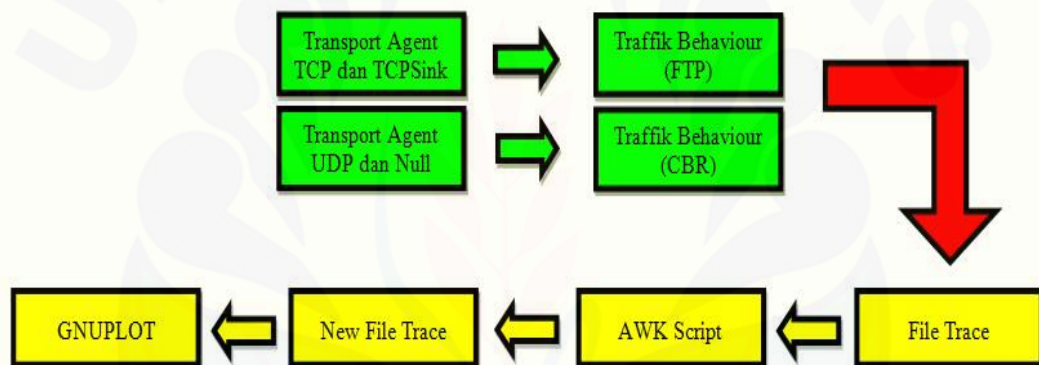 Transport Agent
TCP dan TCPSink
Traffik Behaviour
(FTP)
Transport Agent
UDP dan Null
Traffik Behaviour
(CBR)
GNUPLOT
New File Trace
AWK Script
File Trace